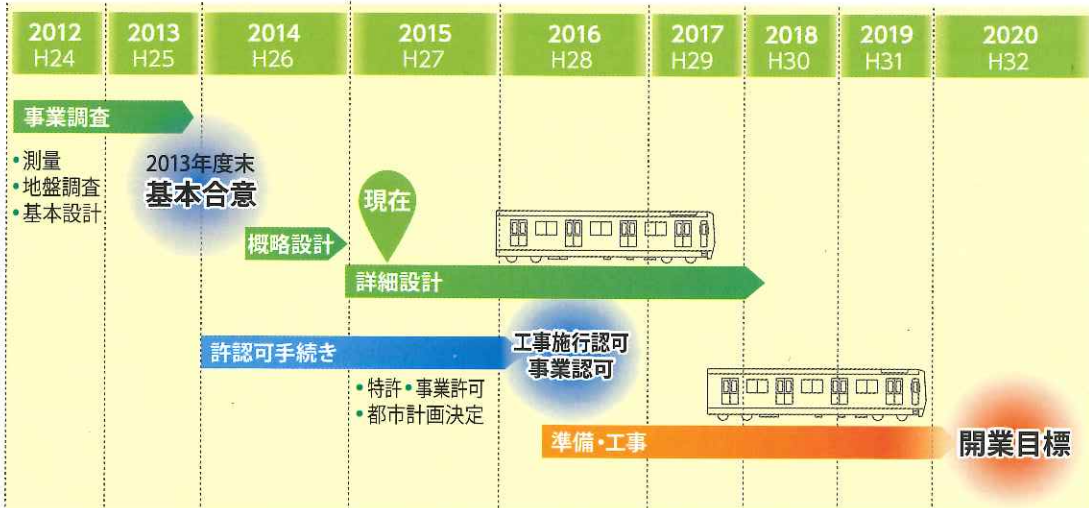 2012 2013 2014 2015 2016 2017 2018 2019 2020
H24 H25 H26 H27 H28 H29 H30 H31 H32
事業調査
•測量
•地盤調査
•基本設計
2013年度末
基本合意
現在
概略設計
詳細設計
許認可手続き
工事施行認可
事業認可
•特許•事業許可
•都市計画決定
準備・工事
開業目標